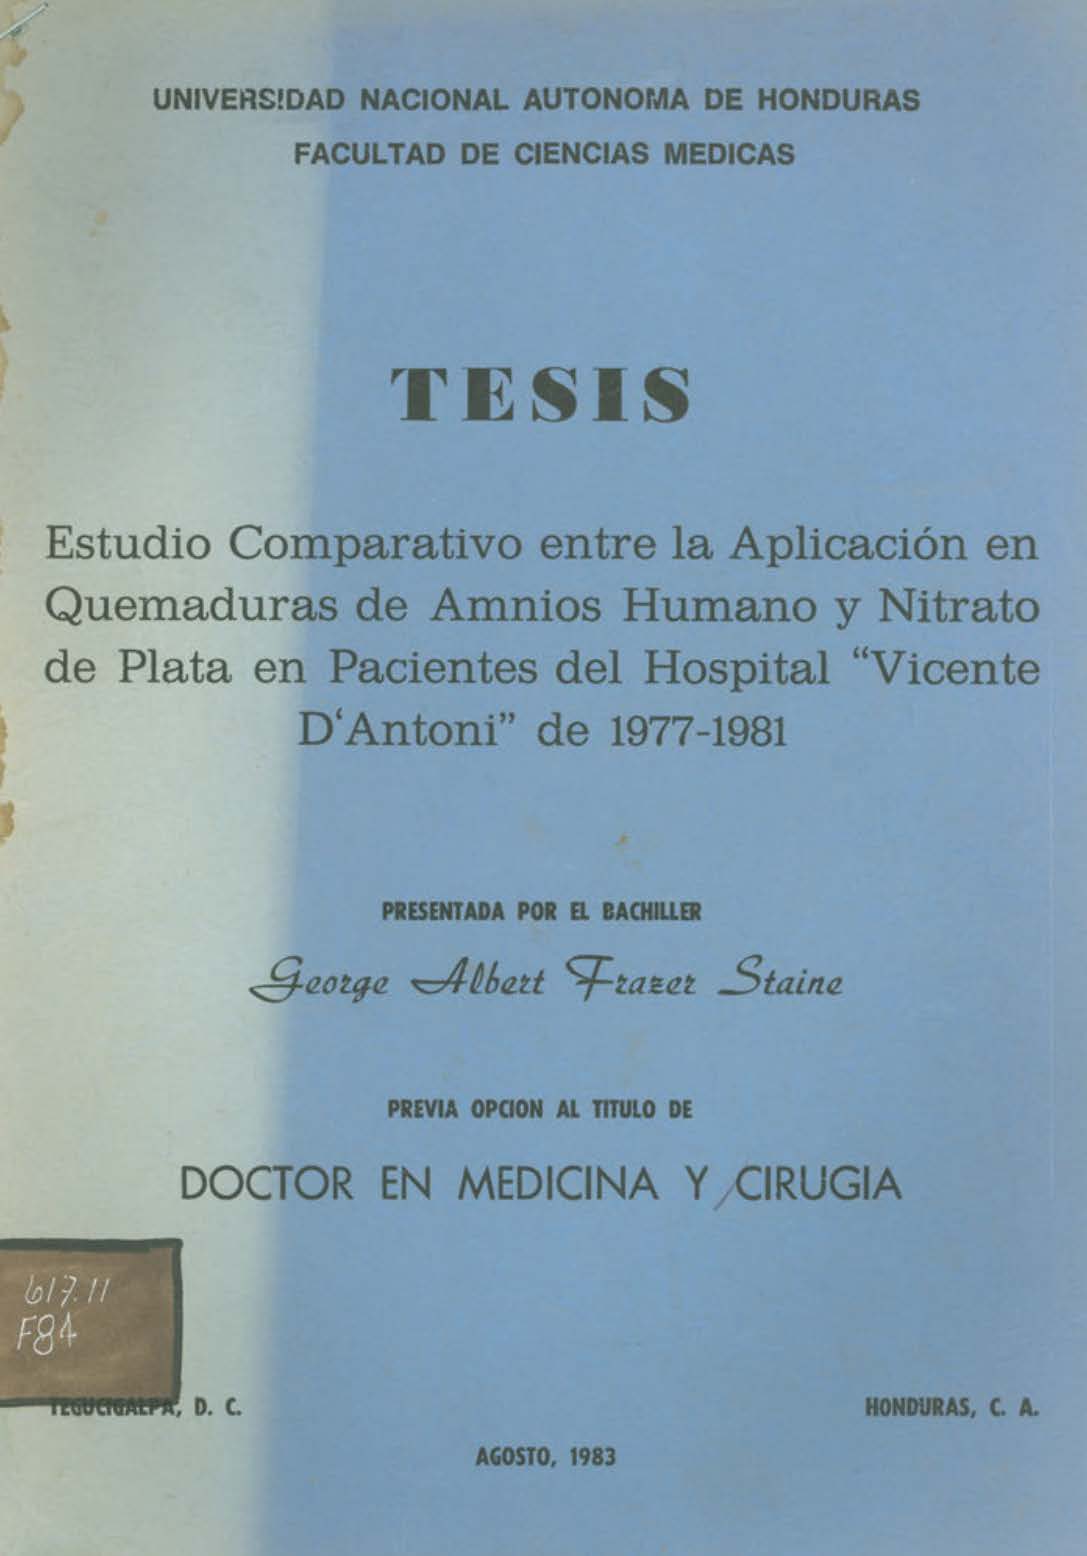 UNIVERSIDAD NACIONAL AUTONOMA DE HONDURAS
FACULTAD DE CIENCIAS MEDICAS
TESIS
Estudio Comparativo entre la Aplicación en
Quemaduras de Amnios Humano y Nitrato
de Plata en Pacientes del Hospital “Vicente
D‘Antoni” de 1977-1981
PRESENTADA POR EL BACHILLER
George Albert Frazer Staine
PREVIA OPCION AL TITULO DE
DOCTOR EN MEDICINA Y CIRUGIA
617.11
F84
TEGUCIGALPA, D. C.
HONDURAS, C. A.
AGOSTO, 1983